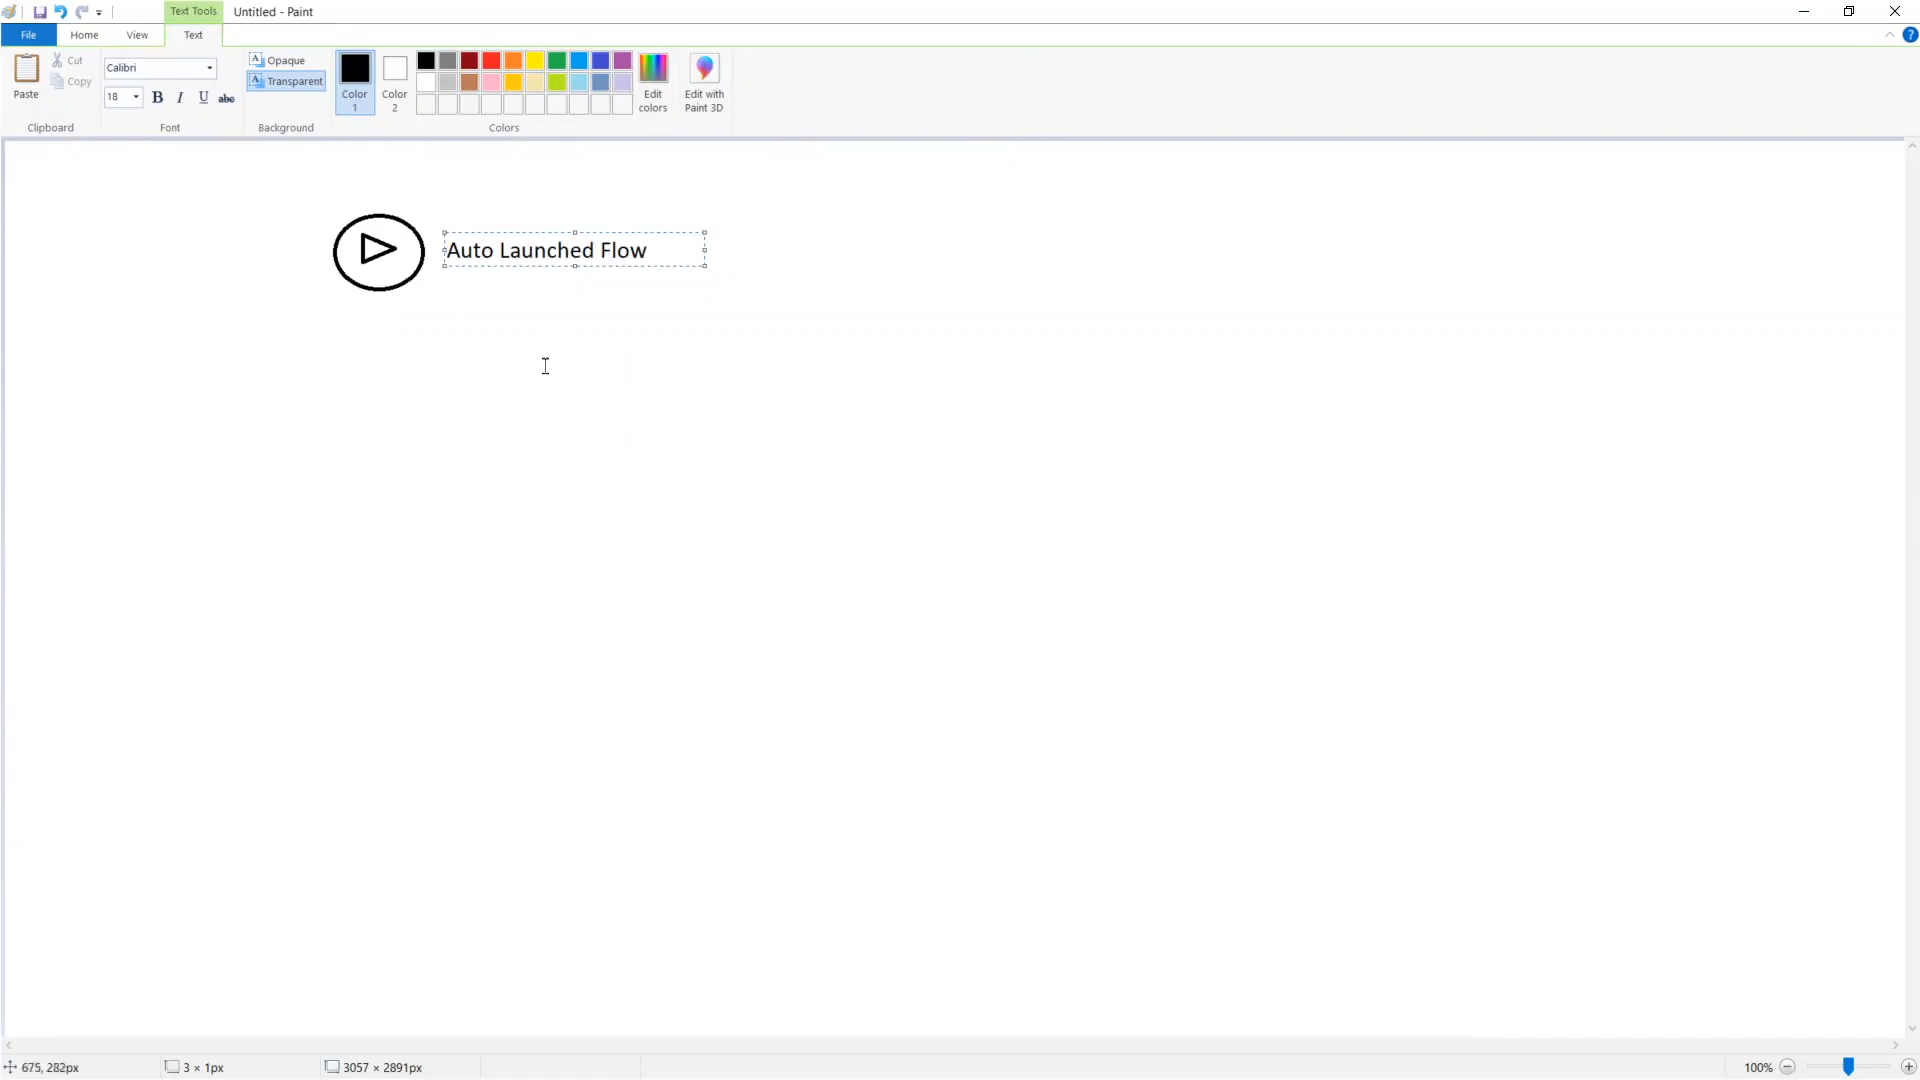 Text Tools
Untitled - Paint
File
Home
View
Text
?
Paste
Cut
Copy
Clipboard
Calibri
18
B I U abc
Font
Opaque
Transparent
Background
Color 1
Color 2
Edit colors
Colors
Edit with Paint 3D
Auto Launched Flow
675, 282px
3 × 1px
3057 × 2891px
100%